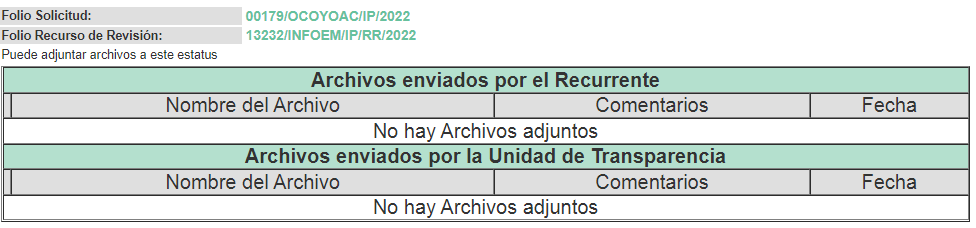 Folio Solicitud: 00179/OCOYOAC/IP/2022
Folio Recurso de Revisión: 13232/INFOEM/IP/RR/2022
Puede adjuntar archivos a este estatus
Archivos enviados por el Recurrente
Nombre del Archivo Comentarios Fecha
No hay Archivos adjuntos
Archivos enviados por la Unidad de Transparencia
Nombre del Archivo Comentarios Fecha
No hay Archivos adjuntos